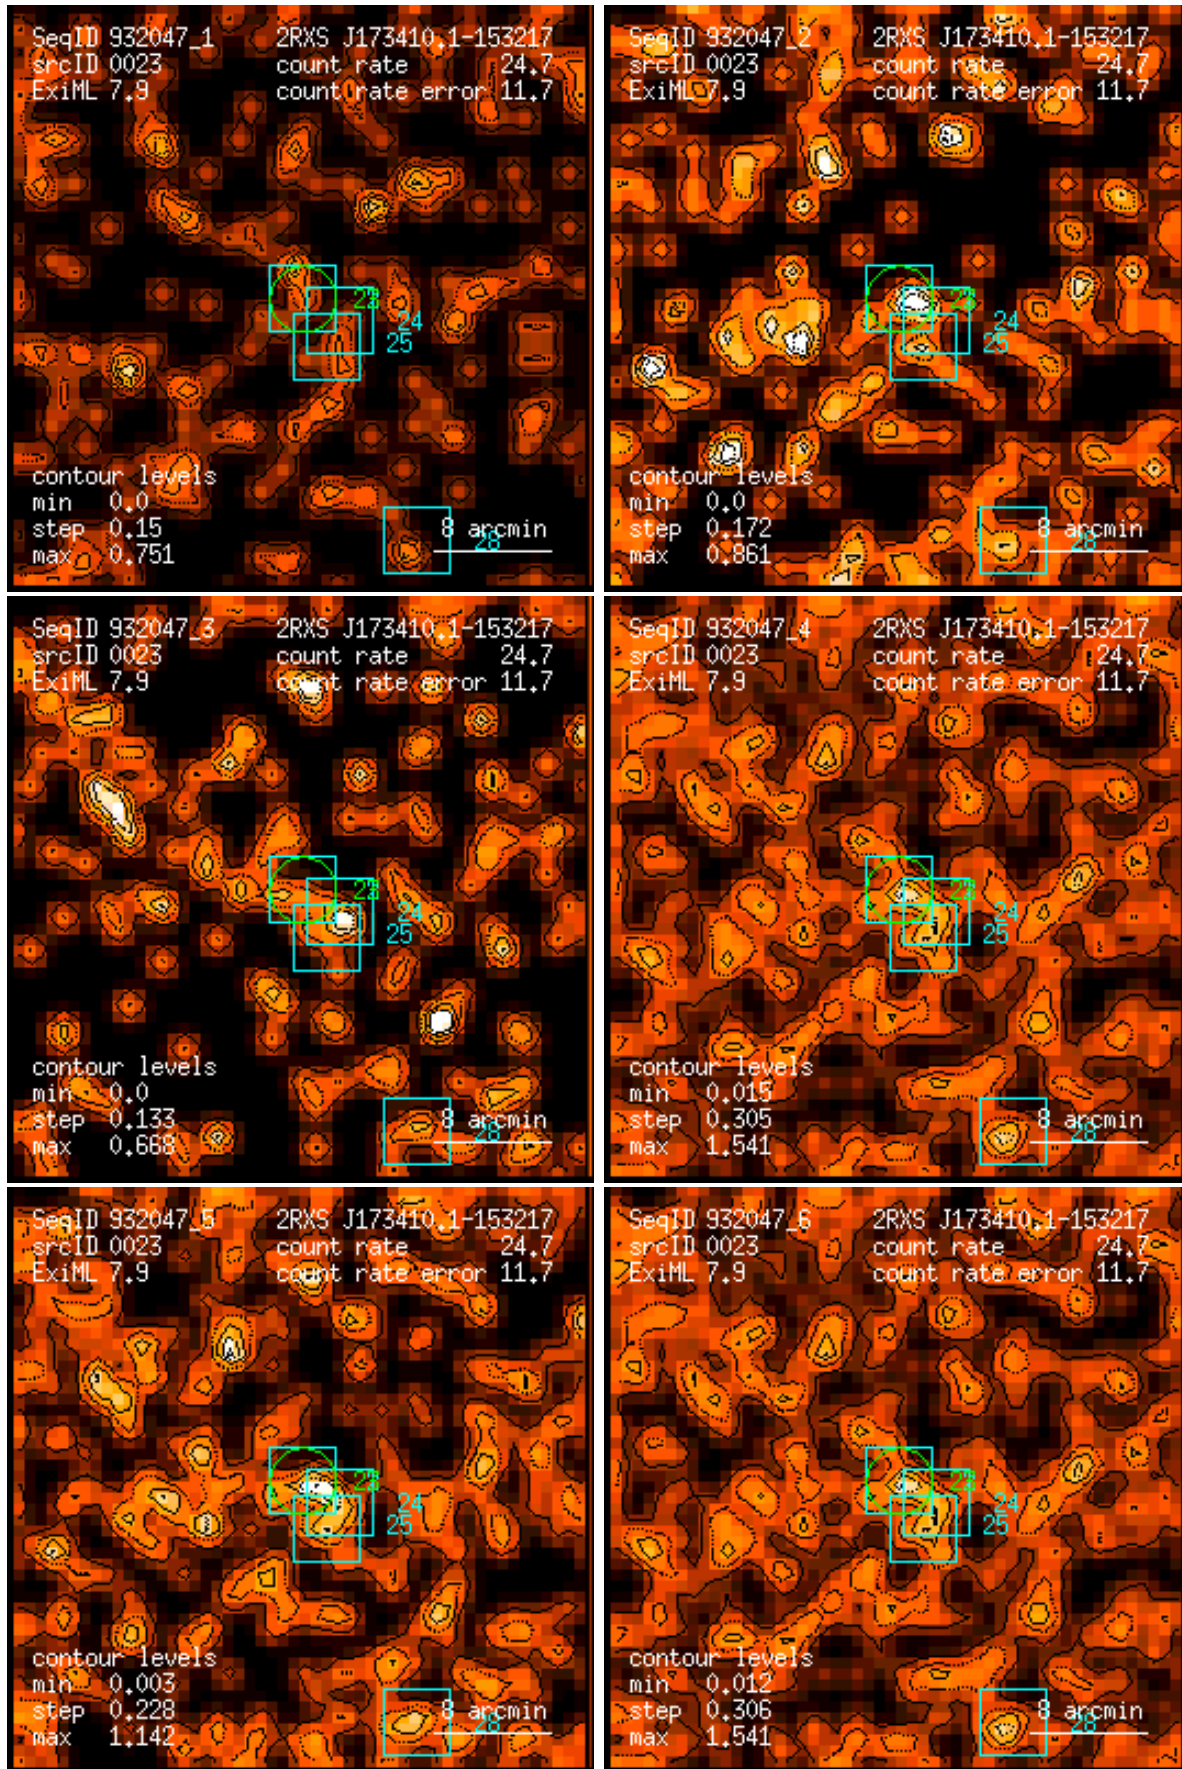 SeqID 932047_1 2RXS J173410.1-153217
srcID 0023 count rate 24.7
ExiML 7.9 count rate error 11.7
24
25
contour levels
min 0.0
step 0.15 8 arcmin
max 0.751 28
SeqID 932047_2 2RXS J173410.1-153217
srcID 0023 count rate 24.7
ExiML 7.9 count rate error 11.7
24
25
contour levels
min 0.0
step 0.172 8 arcmin
max 0.861 28
SeqID 932047_3 2RXS J173410.1-153217
srcID 0023 count rate 24.7
ExiML 7.9 count rate error 11.7
24
25
contour levels
min 0.0
step 0.133 8 arcmin
max 0.668 28
SeqID 932047_4 2RXS J173410.1-153217
srcID 0023 count rate 24.7
ExiML 7.9 count rate error 11.7
24
25
contour levels
min 0.015
step 0.305 8 arcmin
max 1.541 28
SeqID 932047_5 2RXS J173410.1-153217
srcID 0023 count rate 24.7
ExiML 7.9 count rate error 11.7
24
25
contour levels
min 0.003
step 0.228 8 arcmin
max 1.142 28
SeqID 932047_6 2RXS J173410.1-153217
srcID 0023 count rate 24.7
ExiML 7.9 count rate error 11.7
24
25
contour levels
min 0.012
step 0.306 8 arcmin
max 1.541 28